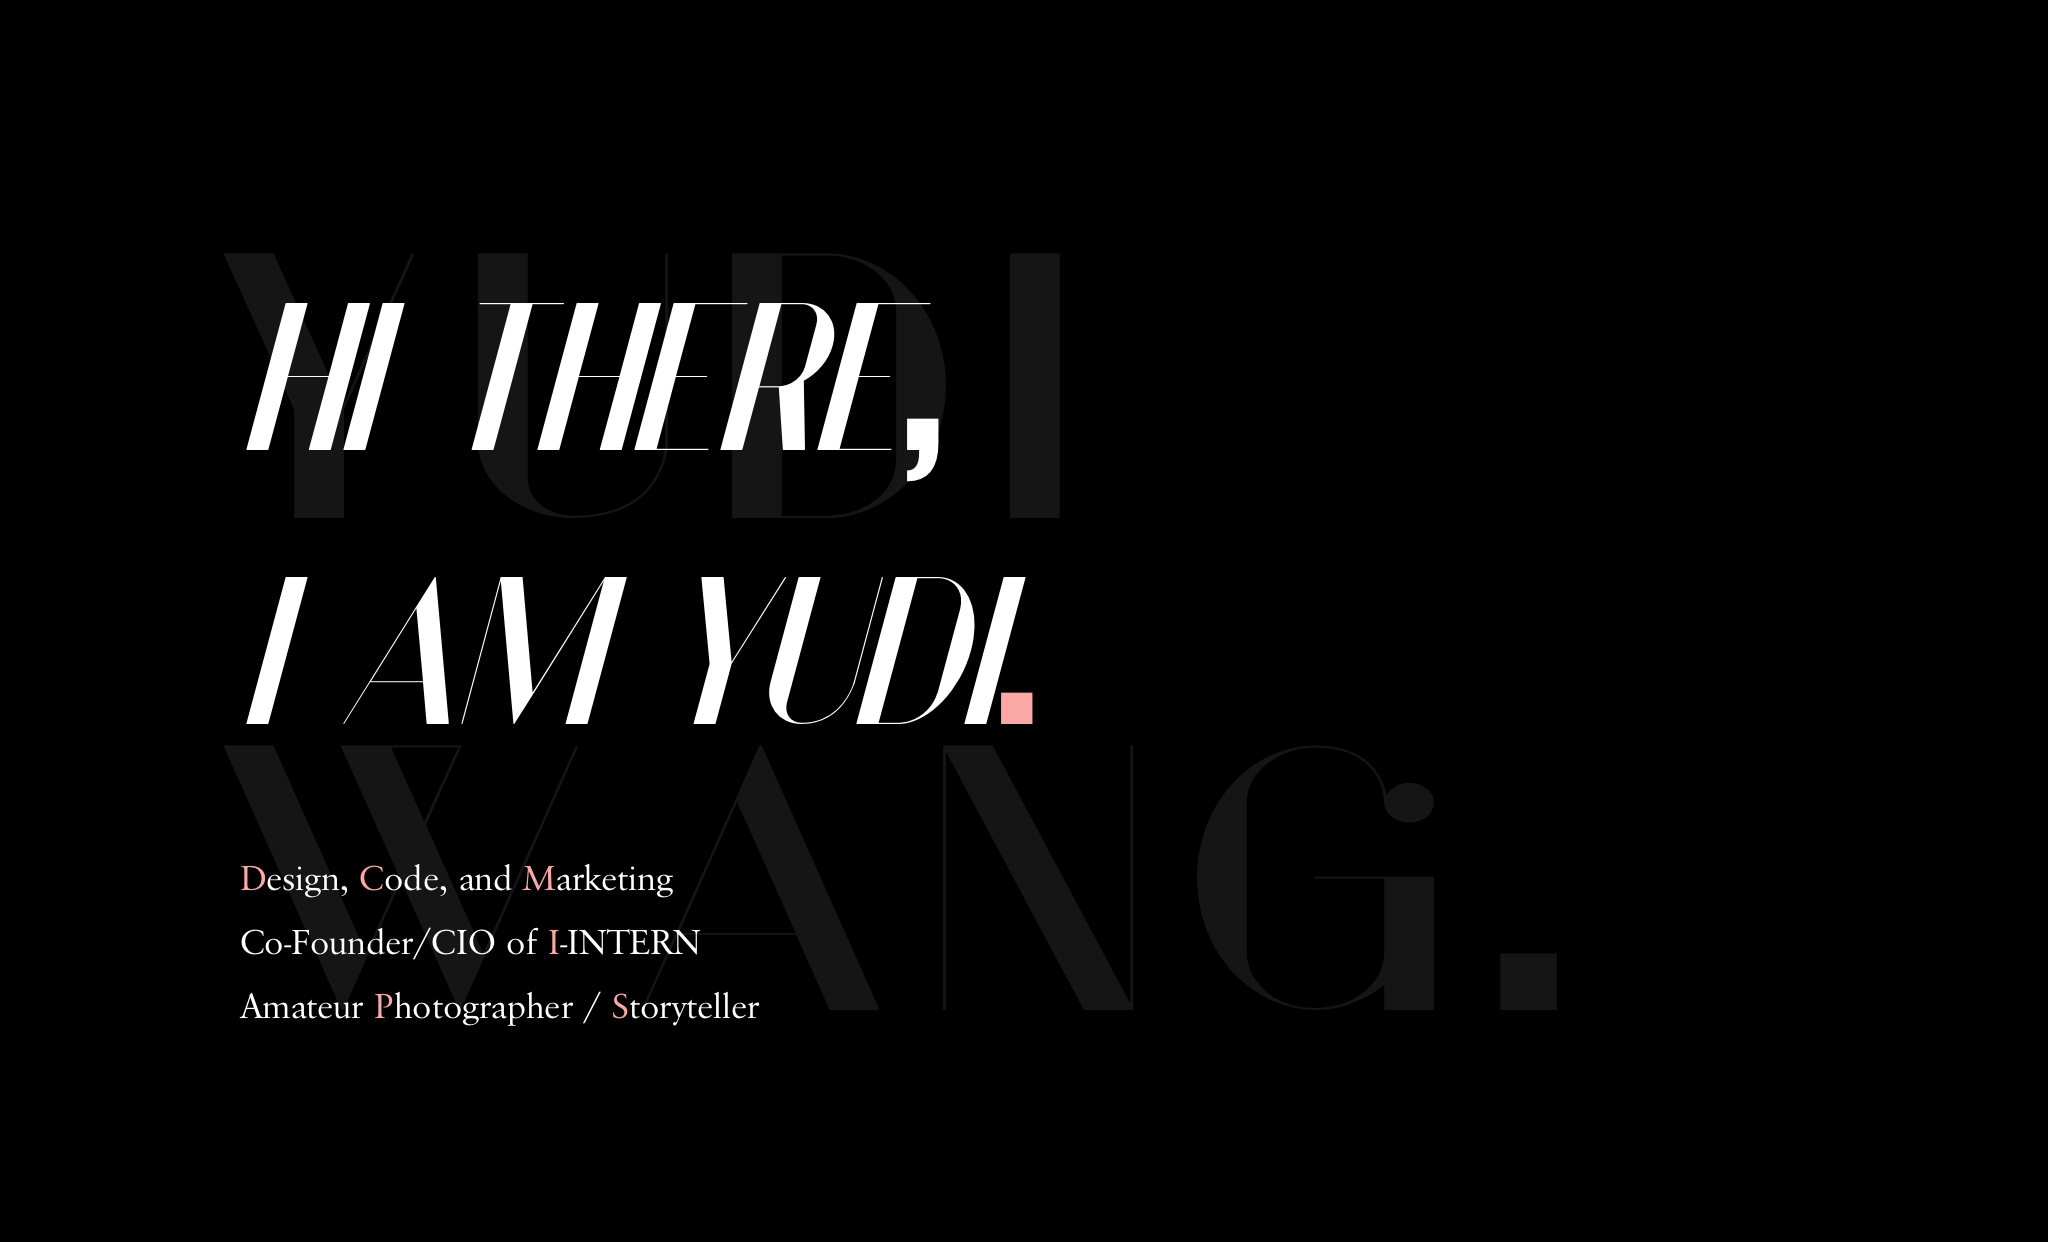 YUDI
HI THERE,
I AM YUDI.
WANG.
Design, Code, and Marketing
Co-Founder/CIO of I-INTERN
Amateur Photographer / Storyteller